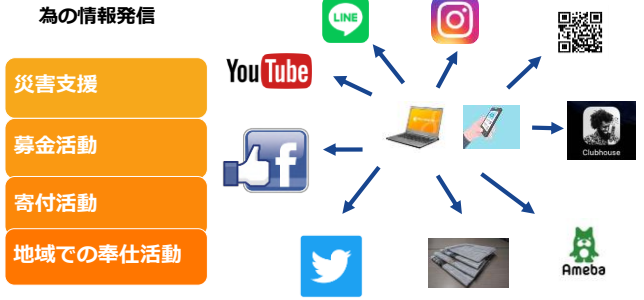 為の情報発信
LINE
YouTube
災害支援
募金活動
Clubhouse
f
寄付活動
地域での奉仕活動
Ameba